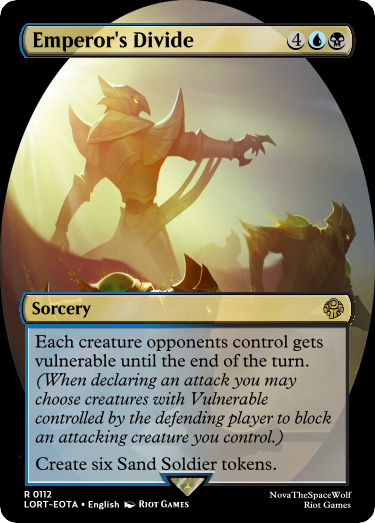 Emperor's Divide 4
Sorcery
Each creature opponents control gets
vulnerable until the end of the turn.
(When declaring an attack you may
choose creatures with Vulnerable
controlled by the defending player to block
an attacking creature you control.)
Create six Sand Soldier tokens.
R 0112
LORT-EOTA • English RIOT GAMES
NovaTheSpaceWolf
Riot Games